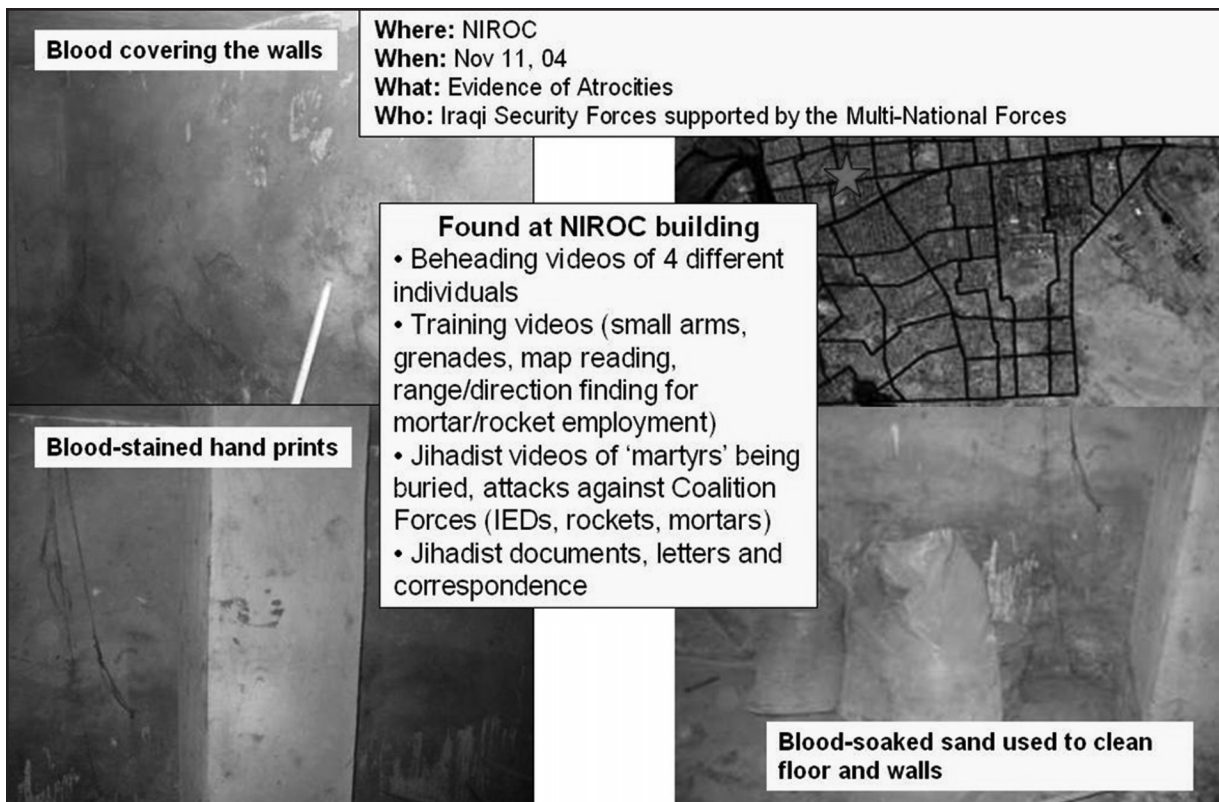 Blood covering the walls
Where: NIROC
When: Nov 11, 04
What: Evidence of Atrocities
Who: Iraqi Security Forces supported by the Multi-National Forces
Found at NIROC building
• Beheading videos of 4 different
individuals
• Training videos (small arms,
grenades, map reading,
range/direction finding for
mortar/rocket employment)
• Jihadist videos of ‘martyrs’ being
buried, attacks against Coalition
Forces (IEDs, rockets, mortars)
• Jihadist documents, letters and
correspondence
Blood-stained hand prints
Blood-soaked sand used to clean
floor and walls